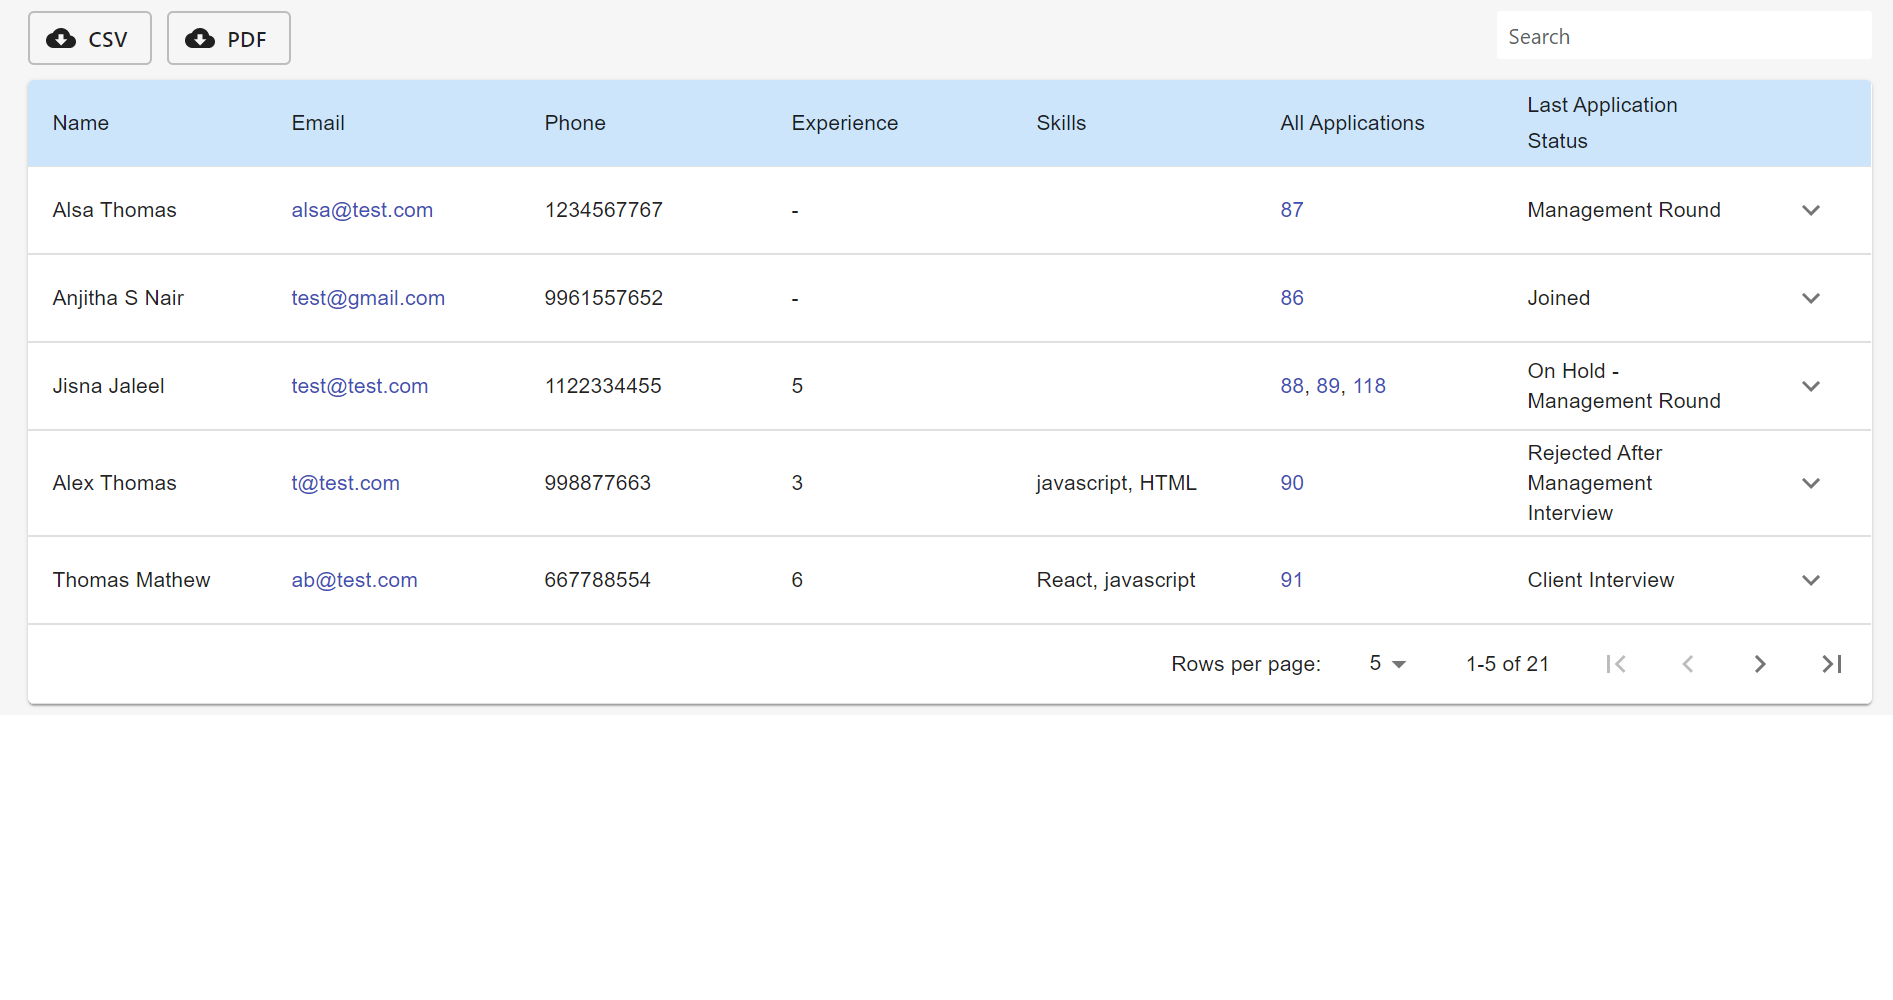 CSV PDF Search
Name Email Phone Experience Skills All Applications Last Application Status
Alsa Thomas alsa@test.com 1234567767 - 87 Management Round
Anjitha S Nair test@gmail.com 9961557652 - 86 Joined
Jisna Jaleel test@test.com 1122334455 5 88, 89, 118 On Hold - Management Round
Alex Thomas t@test.com 998877663 3 javascript, HTML 90 Rejected After Management Interview
Thomas Mathew ab@test.com 667788554 6 React, javascript 91 Client Interview
Rows per page: 5 1-5 of 21